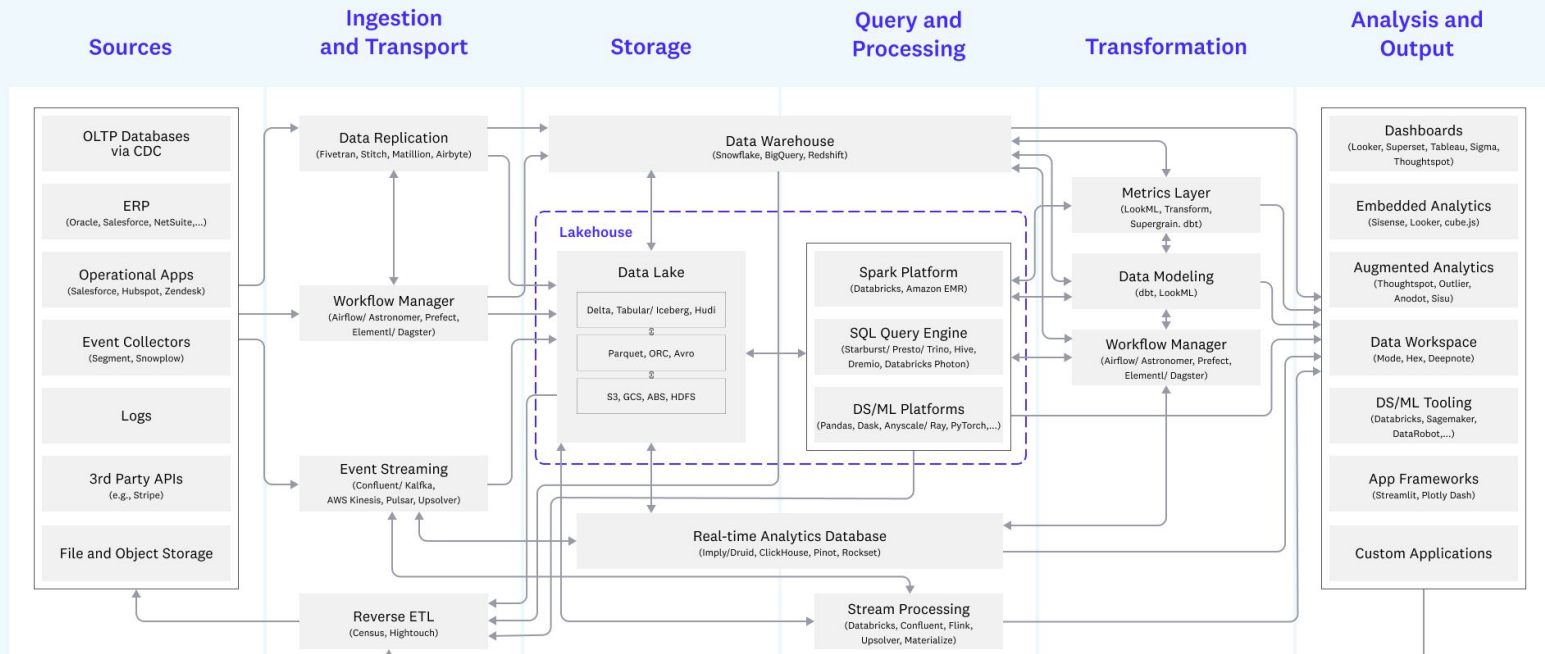 Sources
Ingestion
and Transport
Storage
Query and
Processing
Transformation
Analysis and
Output
OLTP Databases
via CDC
ERP
(Oracle, Salesforce, NetSuite,...)
Operational Apps
(Salesforce, Hubspot, Zendesk)
Event Collectors
(Segment, Snowplow)
Logs
3rd Party APIs
(e.g., Stripe)
File and Object Storage
Data Replication
(Fivetran, Stitch, Matillion, Airbyte)
Workflow Manager
(Airflow/ Astronomer, Prefect,
Elementl/ Dagster)
Event Streaming
(Confluent/ Kalfka,
AWS Kinesis, Pulsar, Upsolver)
Reverse ETL
(Census, Hightouch)
Data Warehouse
(Snowflake, BigQuery, Redshift)
Lakehouse
Data Lake
Delta, Tabular/ Iceberg, Hudi
Parquet, ORC, Avro
S3, GCS, ABS, HDFS
Spark Platform
(Databricks, Amazon EMR)
SQL Query Engine
(Starburst/ Presto/ Trino, Hive,
Dremio, Databricks Photon)
DS/ML Platforms
(Pandas, Dask, Anyscale/ Ray, PyTorch,...)
Real-time Analytics Database
(Imply/Druid, ClickHouse, Pinot, Rockset)
Stream Processing
(Databricks, Confluent, Flink,
Upsolver, Materialize)
Metrics Layer
(LookML, Transform,
Supergrain. dbt)
Data Modeling
(dbt, LookML)
Workflow Manager
(Airflow/ Astronomer, Prefect,
Elementl/ Dagster)
Dashboards
(Looker, Superset, Tableau, Sigma,
Thoughtspot)
Embedded Analytics
(Sisense, Looker, cube.js)
Augmented Analytics
(Thoughtspot, Outlier,
Anodot, Sisu)
Data Workspace
(Mode, Hex, Deepnote)
DS/ML Tooling
(Databricks, Sagemaker,
DataRobot,...)
App Frameworks
(Streamlit, Plotly Dash)
Custom Applications